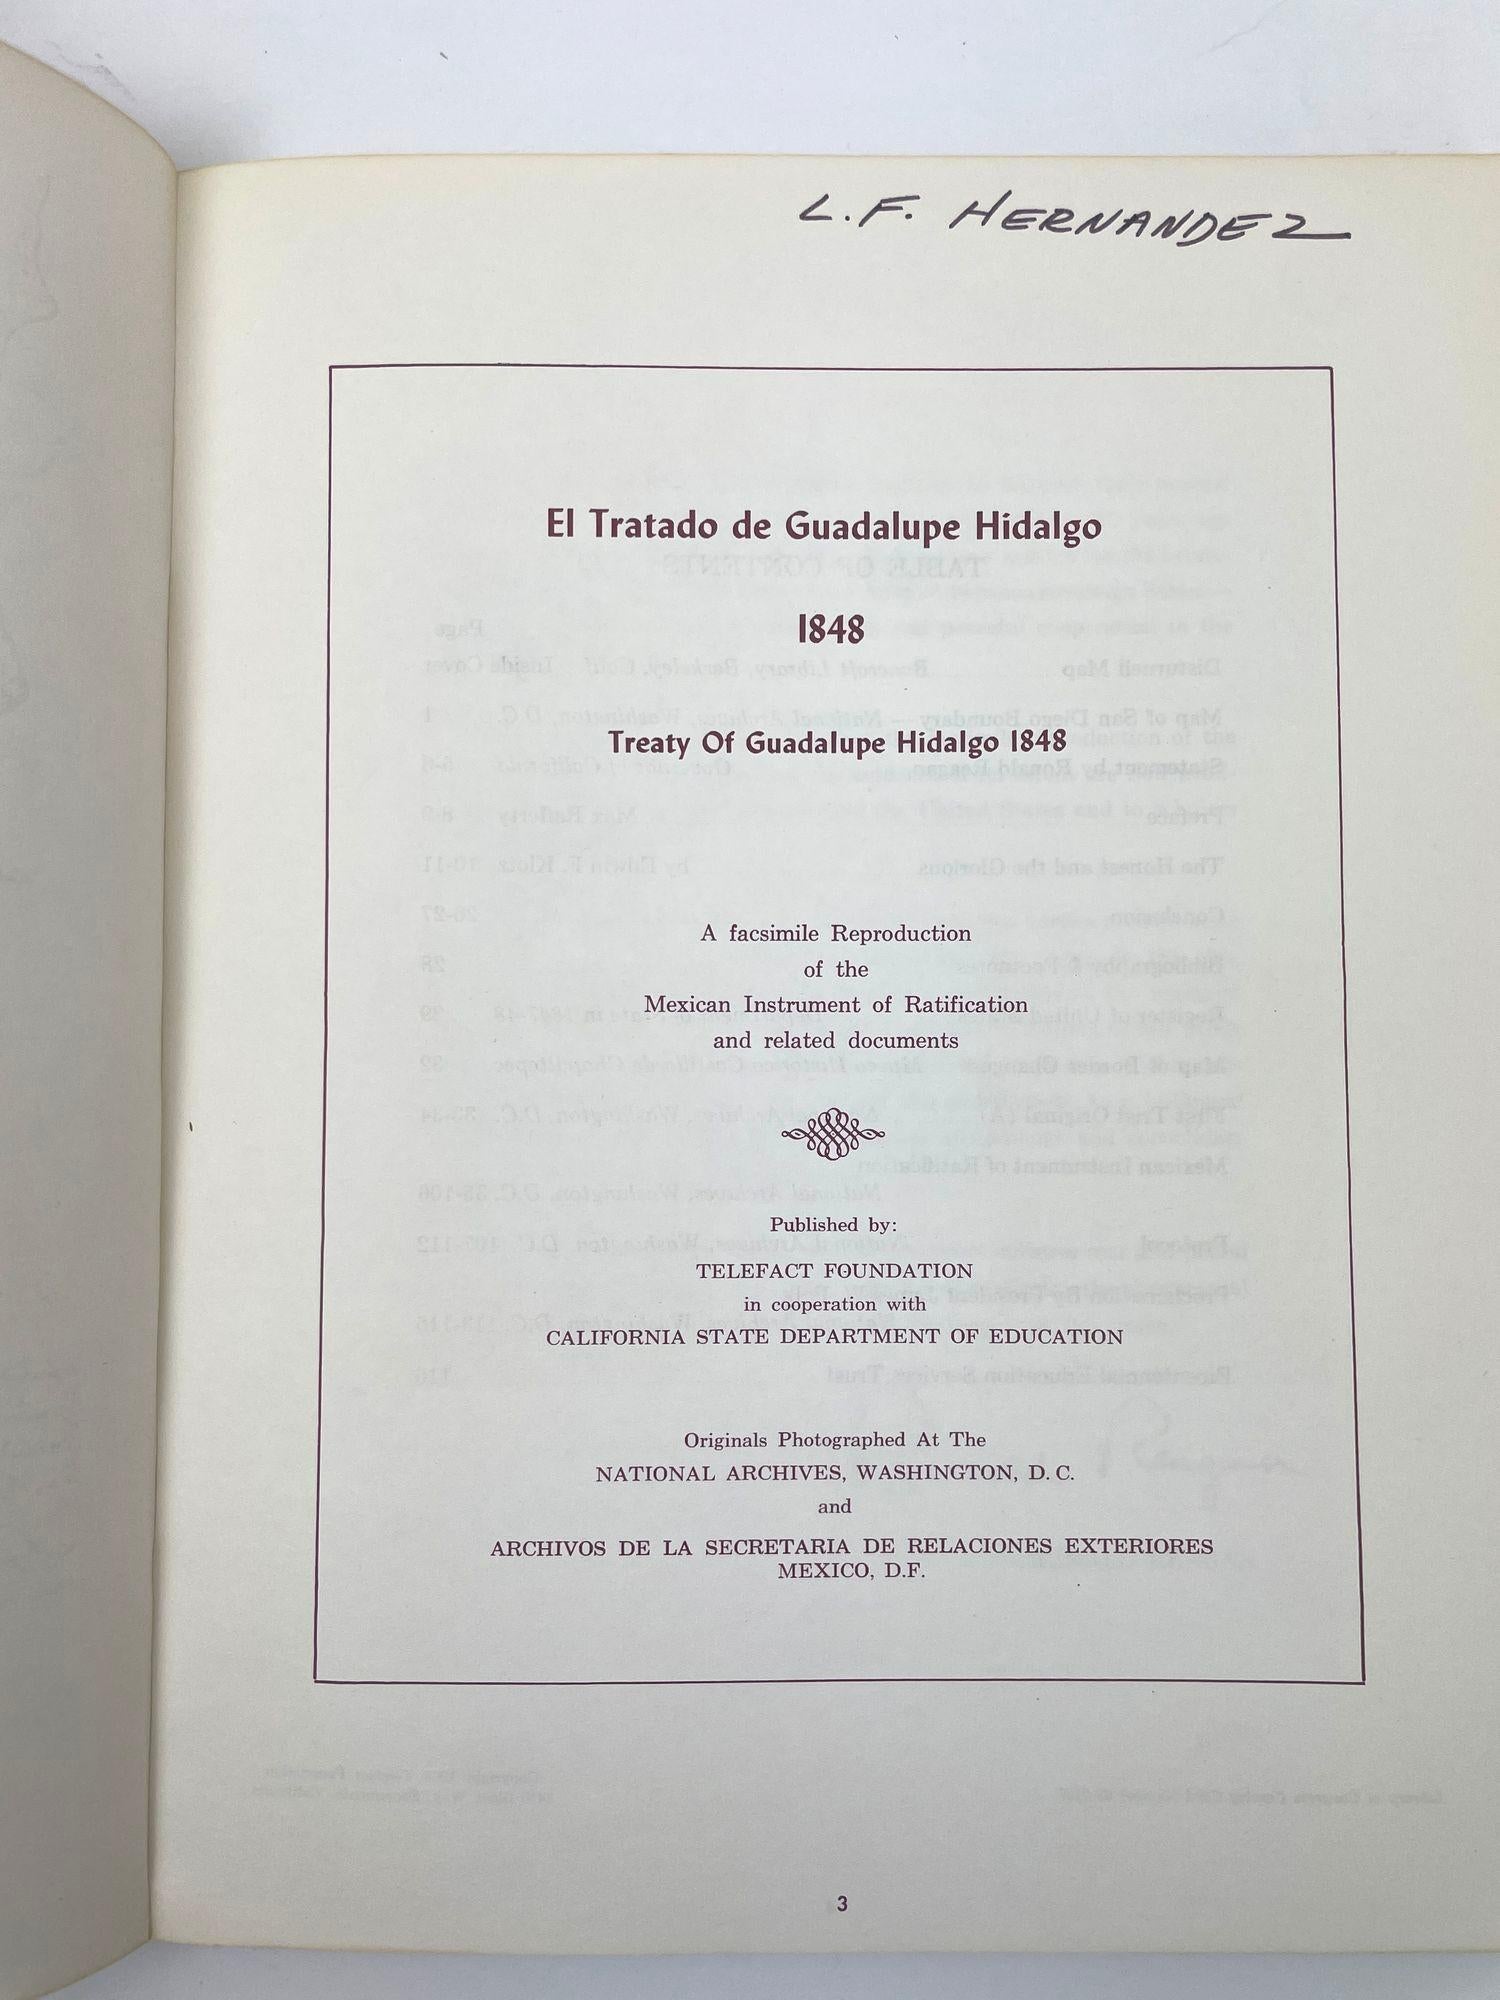 L.F. HERNANDEZ
El Tratado de Guadalupe Hidalgo
1848
Treaty Of Guadalupe Hidalgo 1848
A facsimile Reproduction
of the
Mexican Instrument of Ratification
and related documents
Published by:
TELEFACT FOUNDATION
in cooperation with
CALIFORNIA STATE DEPARTMENT OF EDUCATION
Originals Photographed At The
NATIONAL ARCHIVES, WASHINGTON, D. C.
and
ARCHIVOS DE LA SECRETARIA DE RELACIONES EXTERIORES
MEXICO, D.F.
3